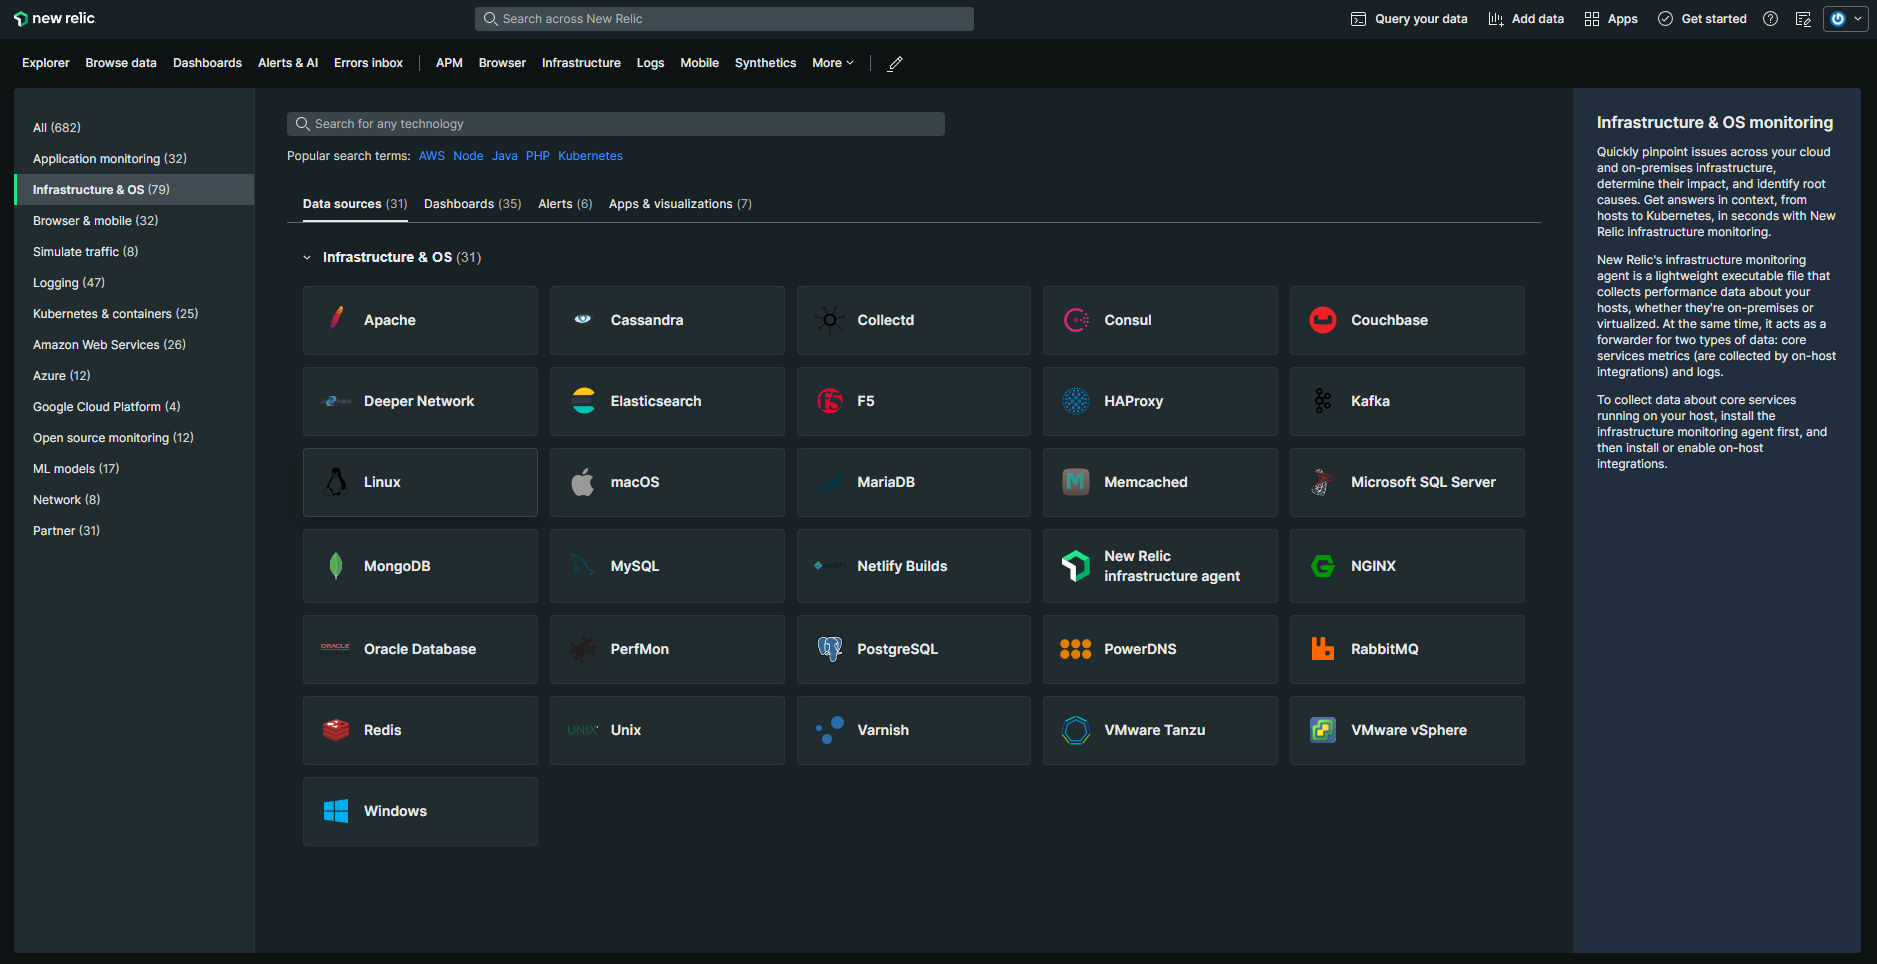 new relic
Search across New Relic
Query your data
Add data
Apps
Get started
Explorer
Browse data
Dashboards
Alerts & AI
Errors inbox
APM
Browser
Infrastructure
Logs
Mobile
Synthetics
More
All (682)
Application monitoring (32)
Infrastructure & OS (79)
Browser & mobile (32)
Simulate traffic (8)
Logging (47)
Kubernetes & containers (25)
Amazon Web Services (26)
Azure (12)
Google Cloud Platform (4)
Open source monitoring (12)
ML models (17)
Network (8)
Partner (31)
Search for any technology
Popular search terms: AWS Node Java PHP Kubernetes
Data sources (31)
Dashboards (35)
Alerts (6)
Apps & visualizations (7)
Infrastructure & OS (31)
Apache
Cassandra
Collectd
Consul
Couchbase
Deeper Network
Elasticsearch
F5
HAProxy
Kafka
Linux
macOS
MariaDB
Memcached
Microsoft SQL Server
MongoDB
MySQL
netlify
Netlify Builds
New Relic
infrastructure agent
NGINX
ORACLE
Oracle Database
PerfMon
PostgreSQL
PowerDNS
RabbitMQ
Redis
UNIX
Unix
Varnish
VMware Tanzu
VMware vSphere
Windows
Infrastructure & OS monitoring
Quickly pinpoint issues across your cloud
and on-premises infrastructure,
determine their impact, and identify root
causes. Get answers in context, from
hosts to Kubernetes, in seconds with New
Relic infrastructure monitoring.
New Relic's infrastructure monitoring
agent is a lightweight executable file that
collects performance data about your
hosts, whether they're on-premises or
virtualized. At the same time, it acts as a
forwarder for two types of data: core
services metrics (are collected by on-host
integrations) and logs.
To collect data about core services
running on your host, install the
infrastructure monitoring agent first, and
then install or enable on-host
integrations.